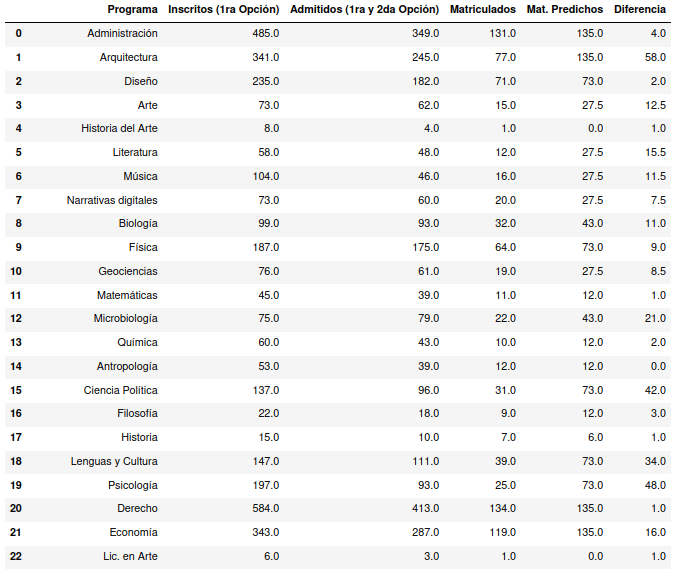 Programa Inscritos (1ra Opción) Admitidos (1ra y 2da Opción) Matriculados Mat. Predichos Diferencia
0 Administración 485.0 349.0 131.0 135.0 4.0
1 Arquitectura 341.0 245.0 77.0 135.0 58.0
2 Diseño 235.0 182.0 71.0 73.0 2.0
3 Arte 73.0 62.0 15.0 27.5 12.5
4 Historia del Arte 8.0 4.0 1.0 0.0 1.0
5 Literatura 58.0 48.0 12.0 27.5 15.5
6 Música 104.0 46.0 16.0 27.5 11.5
7 Narrativas digitales 73.0 60.0 20.0 27.5 7.5
8 Biología 99.0 93.0 32.0 43.0 11.0
9 Física 187.0 175.0 64.0 73.0 9.0
10 Geociencias 76.0 61.0 19.0 27.5 8.5
11 Matemáticas 45.0 39.0 11.0 12.0 1.0
12 Microbiología 75.0 79.0 22.0 43.0 21.0
13 Química 60.0 43.0 10.0 12.0 2.0
14 Antropología 53.0 39.0 12.0 12.0 0.0
15 Ciencia Política 137.0 96.0 31.0 73.0 42.0
16 Filosofía 22.0 18.0 9.0 12.0 3.0
17 Historia 15.0 10.0 7.0 6.0 1.0
18 Lenguas y Cultura 147.0 111.0 39.0 73.0 34.0
19 Psicología 197.0 93.0 25.0 73.0 48.0
20 Derecho 584.0 413.0 134.0 135.0 1.0
21 Economía 343.0 287.0 119.0 135.0 16.0
22 Lic. en Arte 6.0 3.0 1.0 0.0 1.0